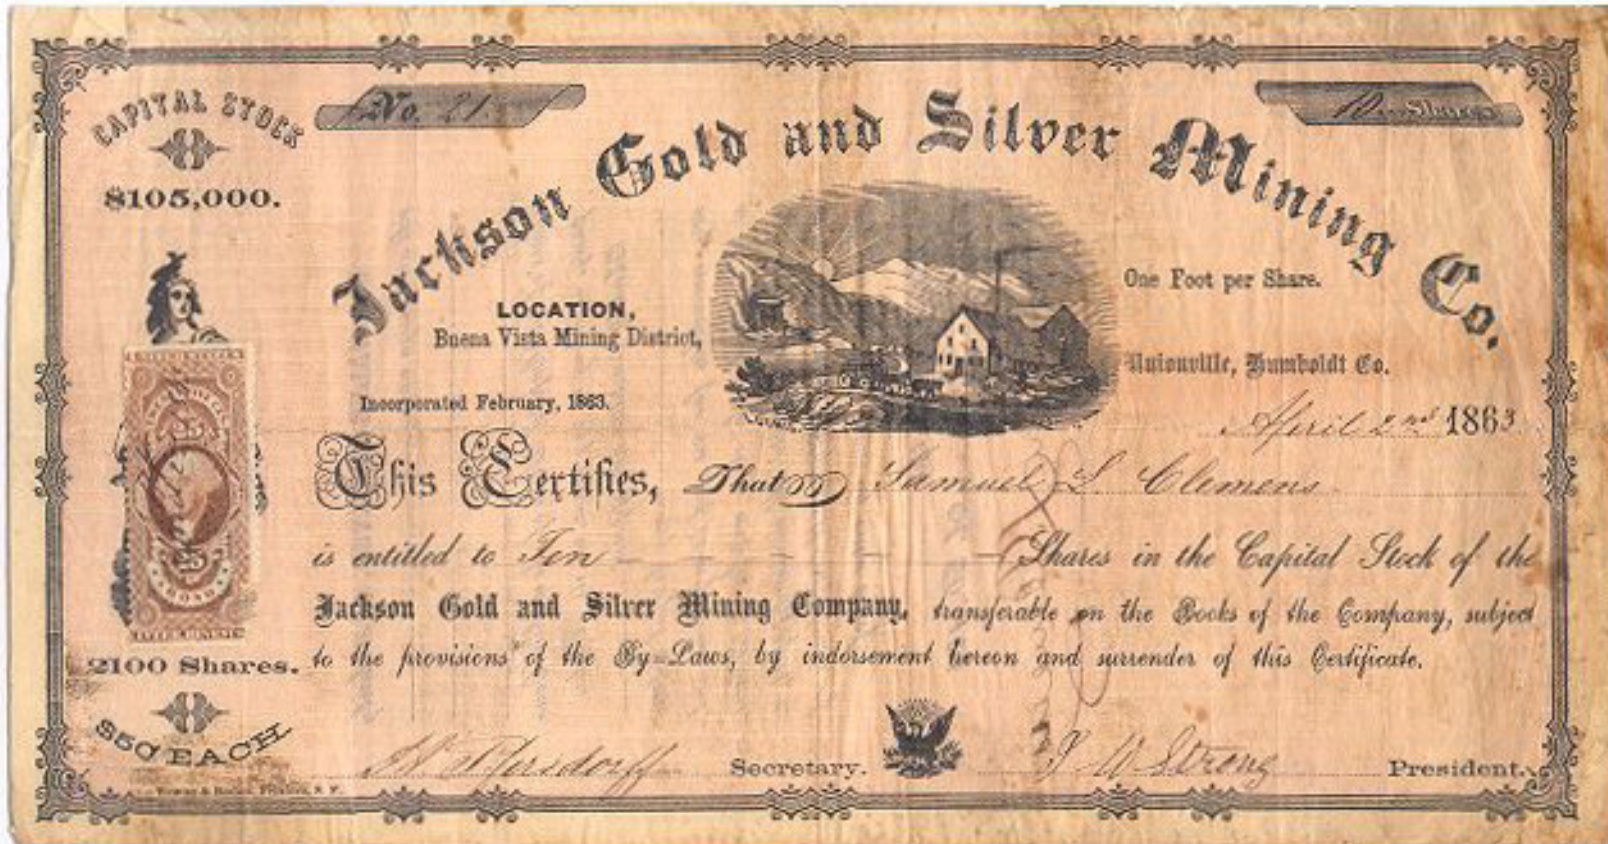 CAPITAL STOCK
$105,000.
No. 21.
10 Shares
Jackson Gold and Silver Mining Co.
LOCATION,
Buena Vista Mining District,
Incorporated February, 1863.
One Foot per Share.
Unionville, Humboldt Co.
April 2nd 1863
This Certifies, That Samuel L. Clemens
is entitled to Ten Shares in the Capital Stock of the
Jackson Gold and Silver Mining Company, transferable on the Books of the Company, subject
to the provisions of the By-Laws, by indorsement hereon and surrender of this Certificate.
25
25
2100 Shares.
$50 EACH
Secretary.
Strong
President.